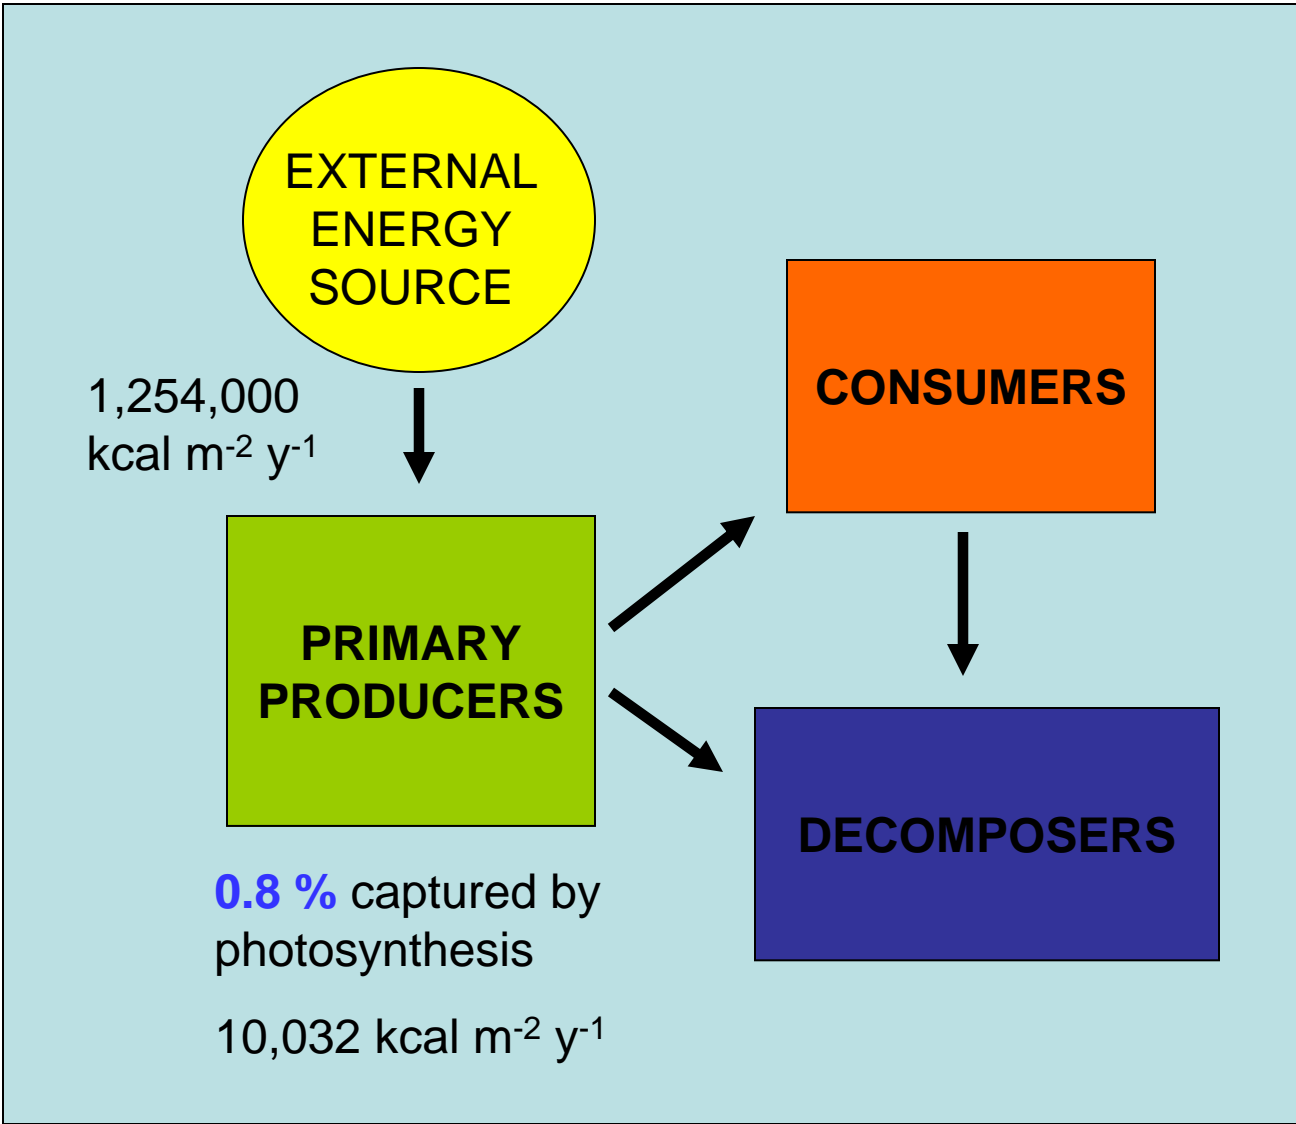 EXTERNAL
ENERGY
SOURCE
1,254,000
kcal m⁻² y⁻¹
CONSUMERS
PRIMARY
PRODUCERS
DECOMPOSERS
0.8 % captured by
photosynthesis
10,032 kcal m⁻² y⁻¹